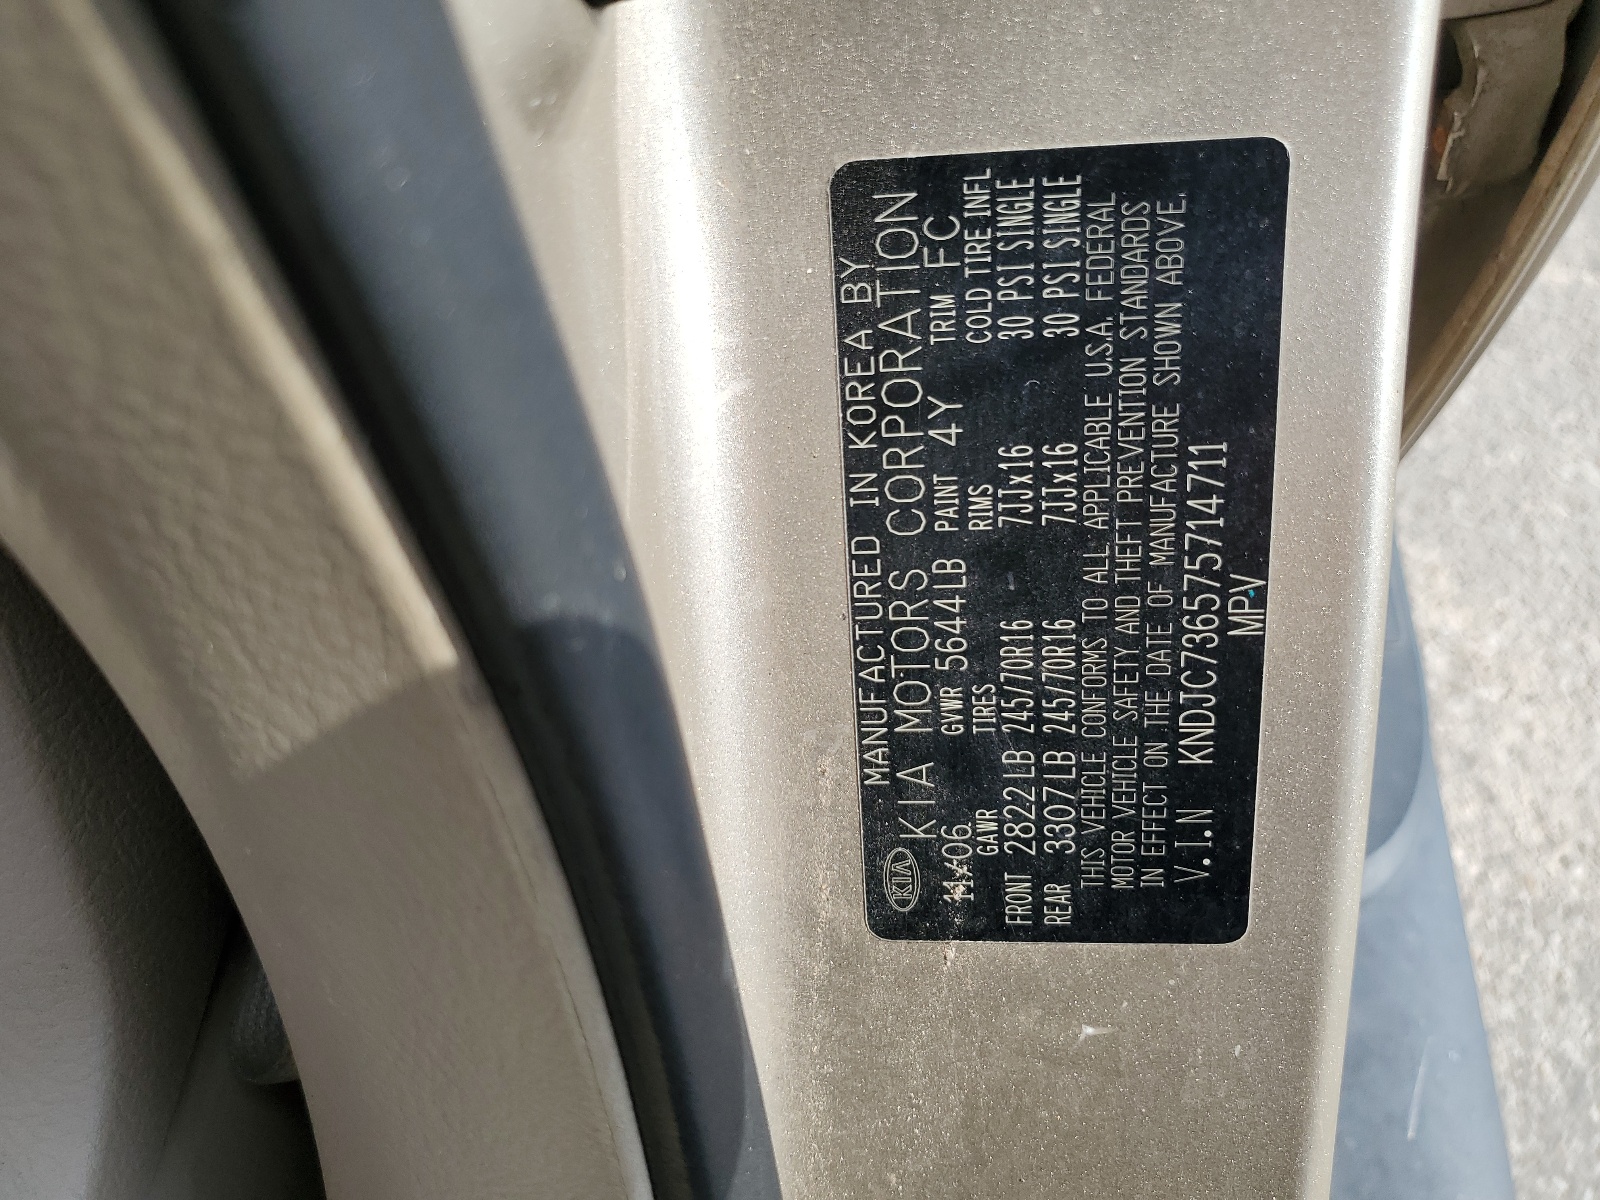 KIA MANUFACTURED IN KOREA BY
KIA MOTORS CORPORATION
11/06 GVWR 5644LB PAINT 4Y TRIM FC
GAWR TIRES RIMS COLD TIRE INFL
FRONT 2822LB 245/70R16 7JJx16 30 PSI SINGLE
REAR 3307LB 245/70R16 7JJx16 30 PSI SINGLE
THIS VEHICLE CONFORMS TO ALL APPLICABLE U.S.A. FEDERAL
MOTOR VEHICLE SAFETY AND THEFT PREVENTION STANDARDS
IN EFFECT ON THE DATE OF MANUFACTURE SHOWN ABOVE.
V.I.N KNDJC736575714711
MPV